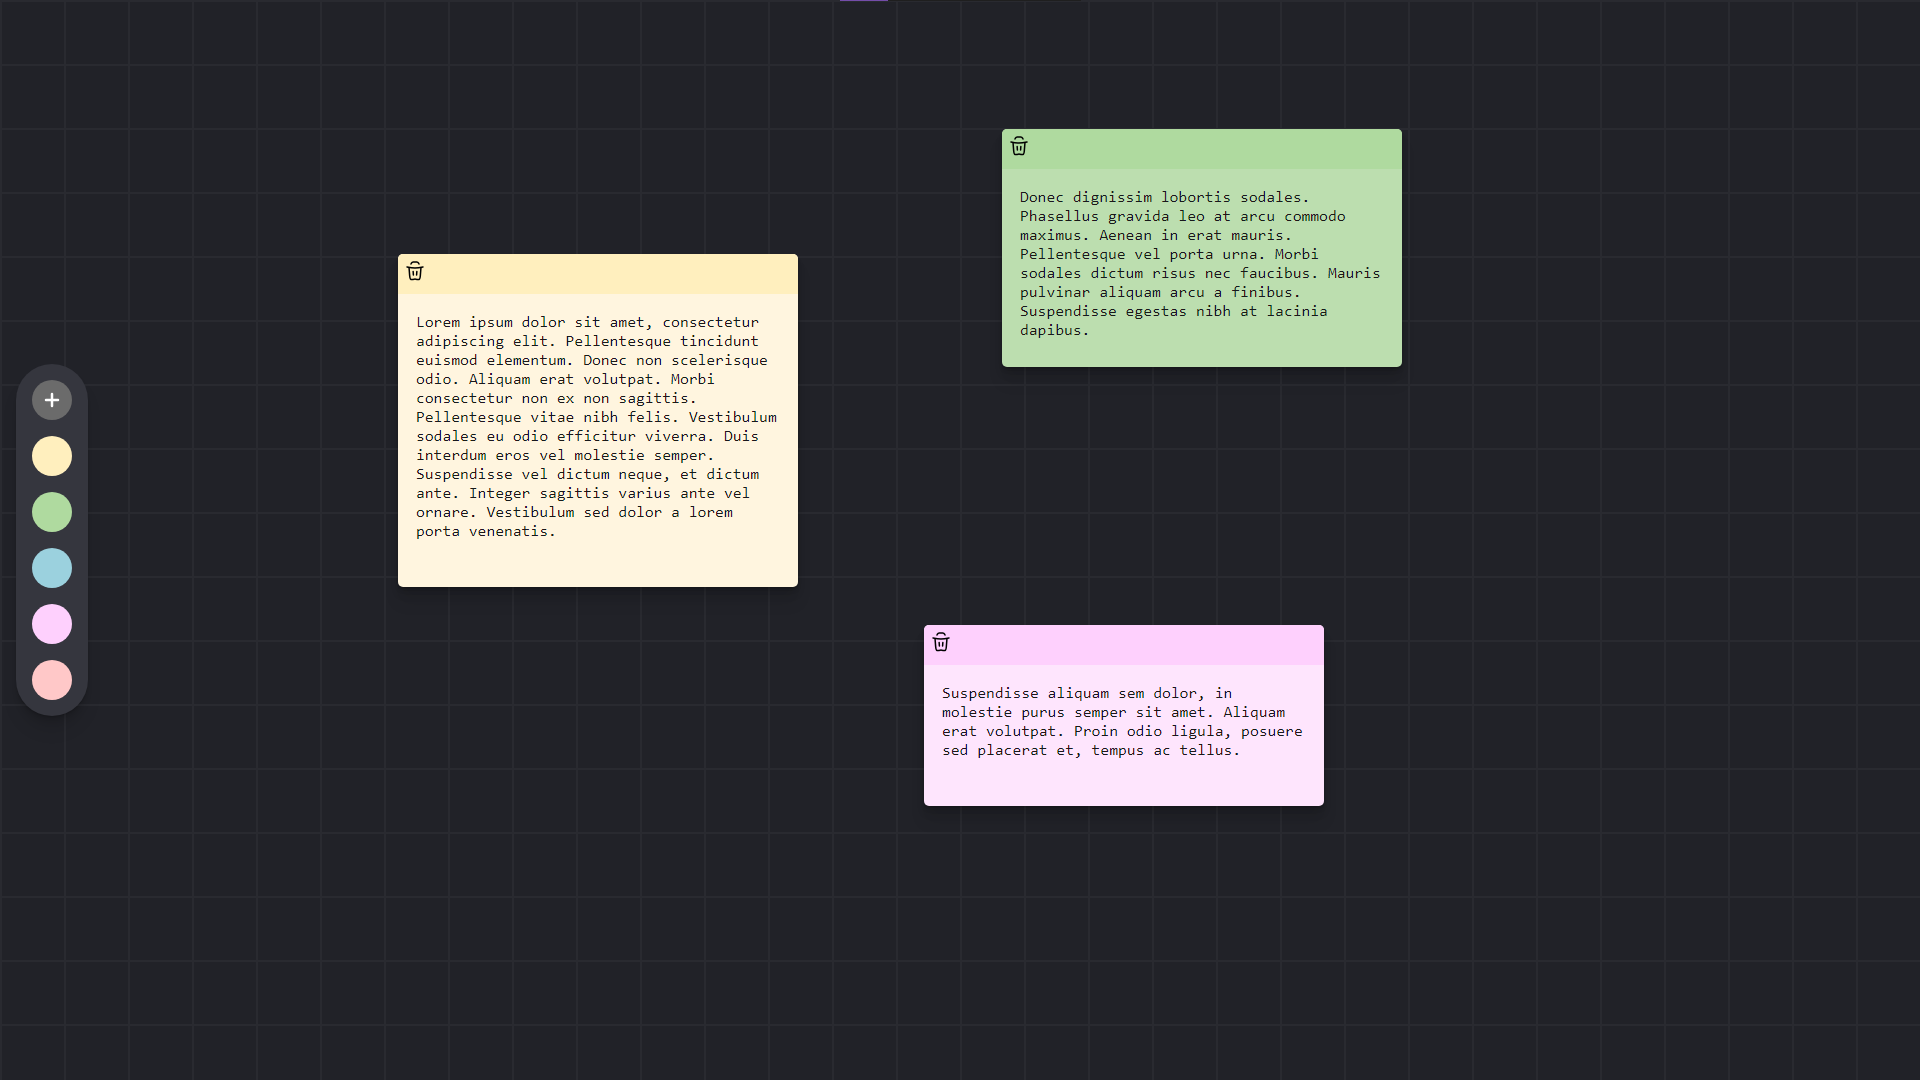 Lorem ipsum dolor sit amet, consectetur
adipiscing elit. Pellentesque tincidunt
euismod elementum. Donec non scelerisque
odio. Aliquam erat volutpat. Morbi
consectetur non ex non sagittis.
Pellentesque vitae nibh felis. Vestibulum
sodales eu odio efficitur viverra. Duis
interdum eros vel molestie semper.
Suspendisse vel dictum neque, et dictum
ante. Integer sagittis varius ante vel
ornare. Vestibulum sed dolor a lorem
porta venenatis.
Donec dignissim lobortis sodales.
Phasellus gravida leo at arcu commodo
maximus. Aenean in erat mauris.
Pellentesque vel porta urna. Morbi
sodales dictum risus nec faucibus. Mauris
pulvinar aliquam arcu a finibus.
Suspendisse egestas nibh at lacinia
dapibus.
Suspendisse aliquam sem dolor, in
molestie purus semper sit amet. Aliquam
erat volutpat. Proin odio ligula, posuere
sed placerat et, tempus ac tellus.